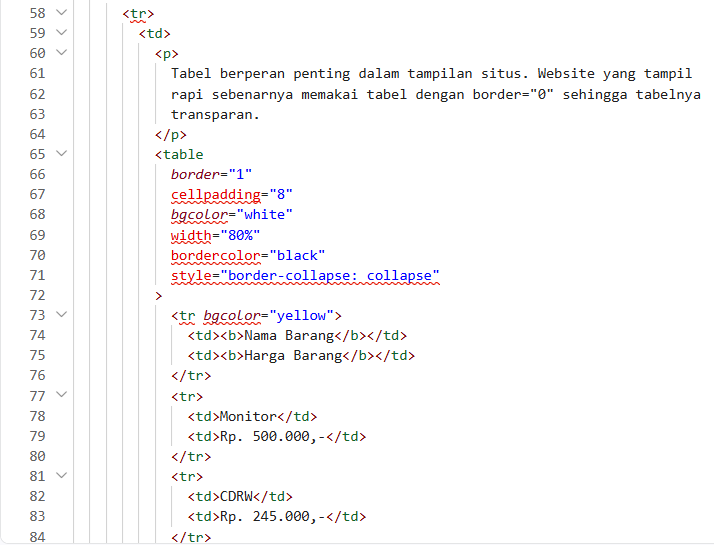 58 <tr>
59 <td>
60 <p>
61 Tabel berperan penting dalam tampilan situs. Website yang tampil
62 rapi sebenarnya memakai tabel dengan border="0" sehingga tabelnya
63 transparan.
64 </p>
65 <table
66 border="1"
67 cellpadding="8"
68 bgcolor="white"
69 width="80%"
70 bordercolor="black"
71 style="border-collapse: collapse"
72 >
73 <tr bgcolor="yellow">
74 <td><b>Nama Barang</b></td>
75 <td><b>Harga Barang</b></td>
76 </tr>
77 <tr>
78 <td>Monitor</td>
79 <td>Rp. 500.000,-</td>
80 </tr>
81 <tr>
82 <td>CDRW</td>
83 <td>Rp. 245.000,-</td>
84 </tr>